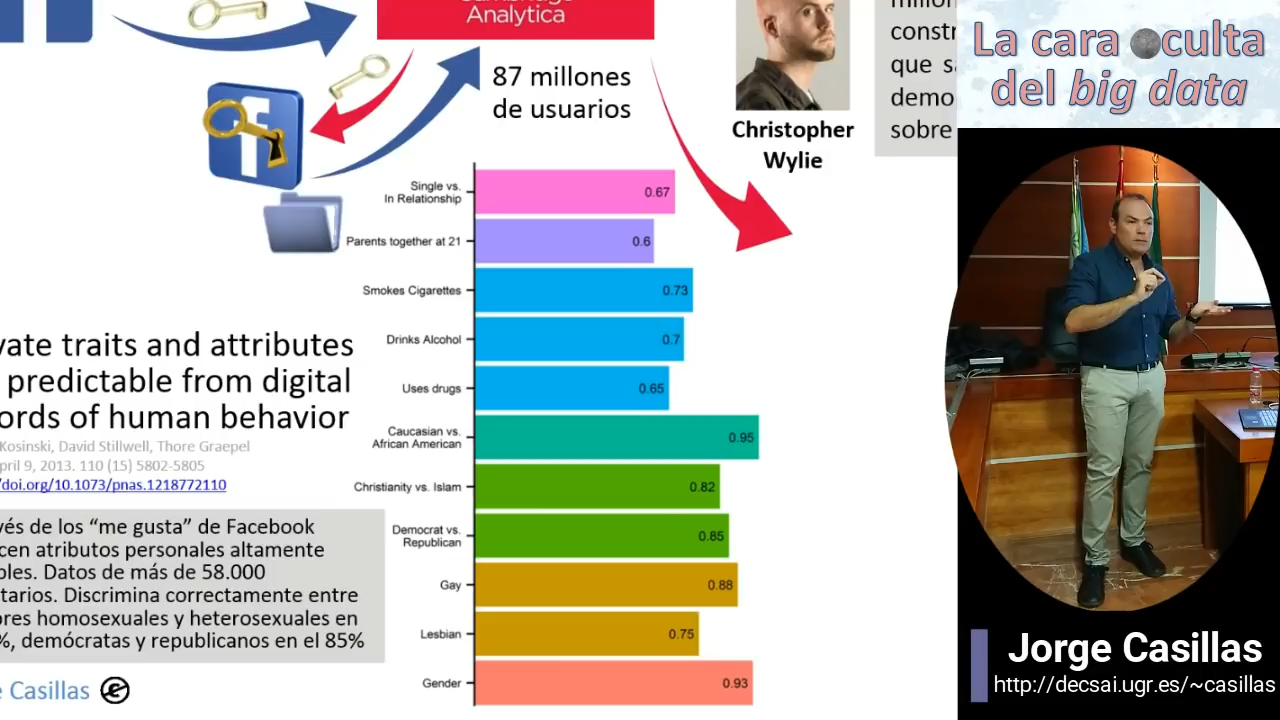 Analytica
87 millones
de usuarios
Christopher
Wylie
constr
que sa
demo
sobre
La cara oculta
del big data
Single vs.
In Relationship
0.67
Parents together at 21
0.6
Smokes Cigarettes
0.73
Drinks Alcohol
0.7
Uses drugs
0.65
Caucasian vs.
African American
0.95
Christianity vs. Islam
0.82
Democrat vs.
Republican
0.85
Gay
0.88
Lesbian
0.75
Gender
0.93
vate traits and attributes
predictable from digital
ords of human behavior
Kosinski, David Stillwell, Thore Graepel
pril 9, 2013. 110 (15) 5802-5805
/doi.org/10.1073/pnas.1218772110
vés de los “me gusta” de Facebook
cen atributos personales altamente
bles. Datos de más de 58.000
tarios. Discrimina correctamente entre
ores homosexuales y heterosexuales en
%, demócratas y republicanos en el 85%
e Casillas
Jorge Casillas
http://decsai.ugr.es/~casillas